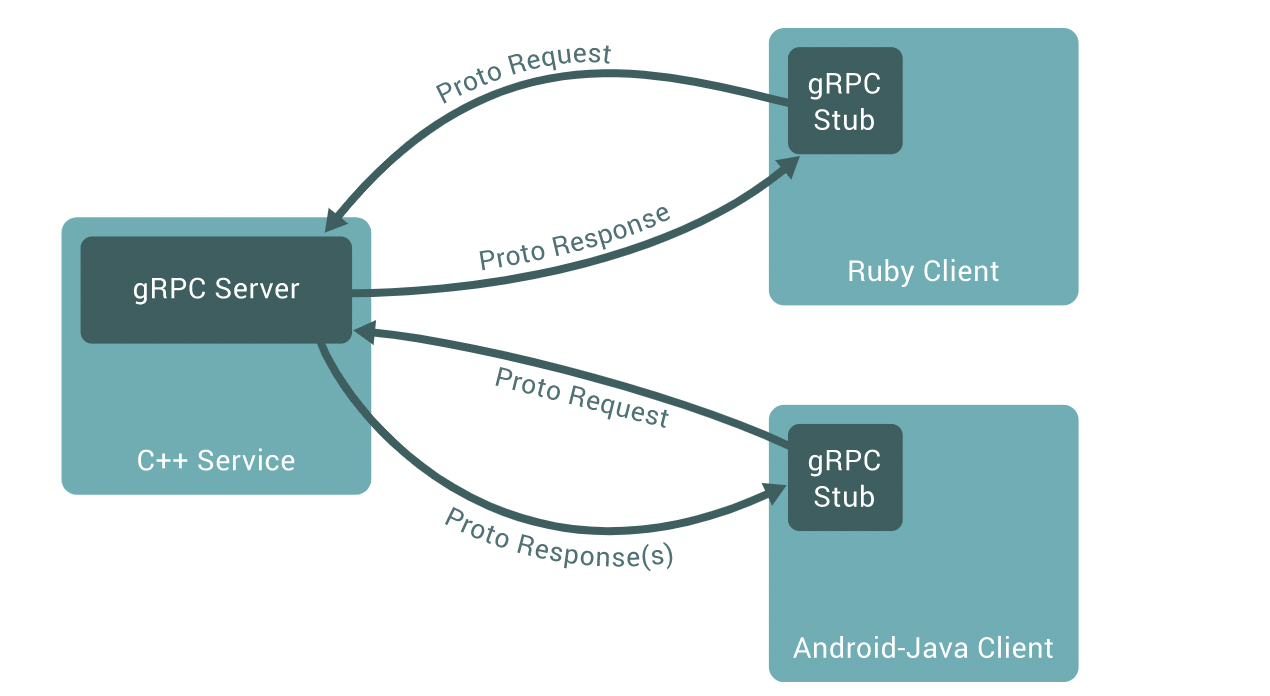 Proto Request
gRPC
Stub
Proto Response
Ruby Client
gRPC Server
C++ Service
Proto Request
gRPC
Stub
Proto Response(s)
Android-Java Client